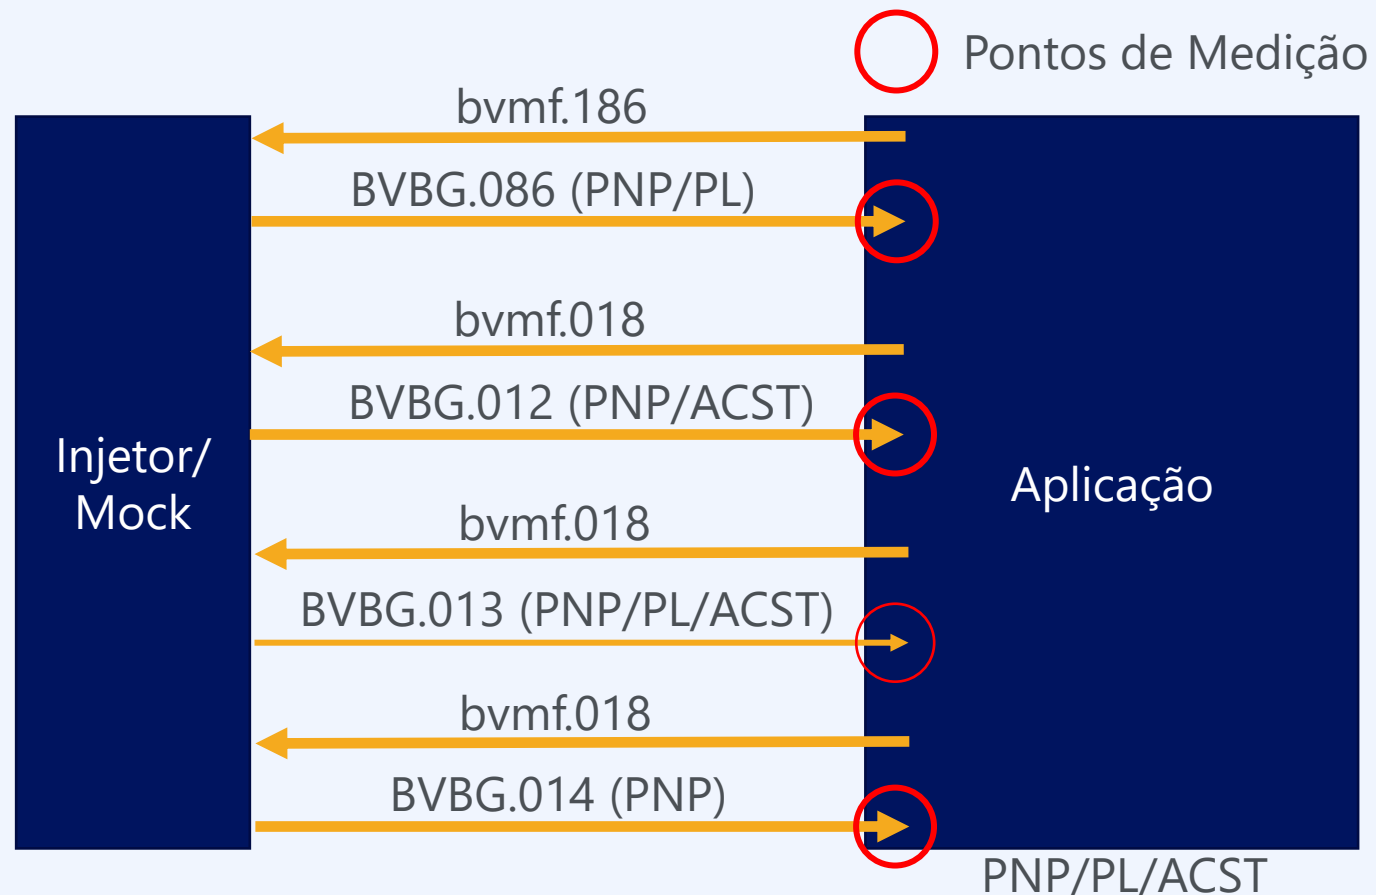 Pontos de Medição
bvmf.186
BVBG.086 (PNP/PL)
bvmf.018
BVBG.012 (PNP/ACST)
Injetor/
Mock
Aplicação
bvmf.018
BVBG.013 (PNP/PL/ACST)
bvmf.018
BVBG.014 (PNP)
PNP/PL/ACST